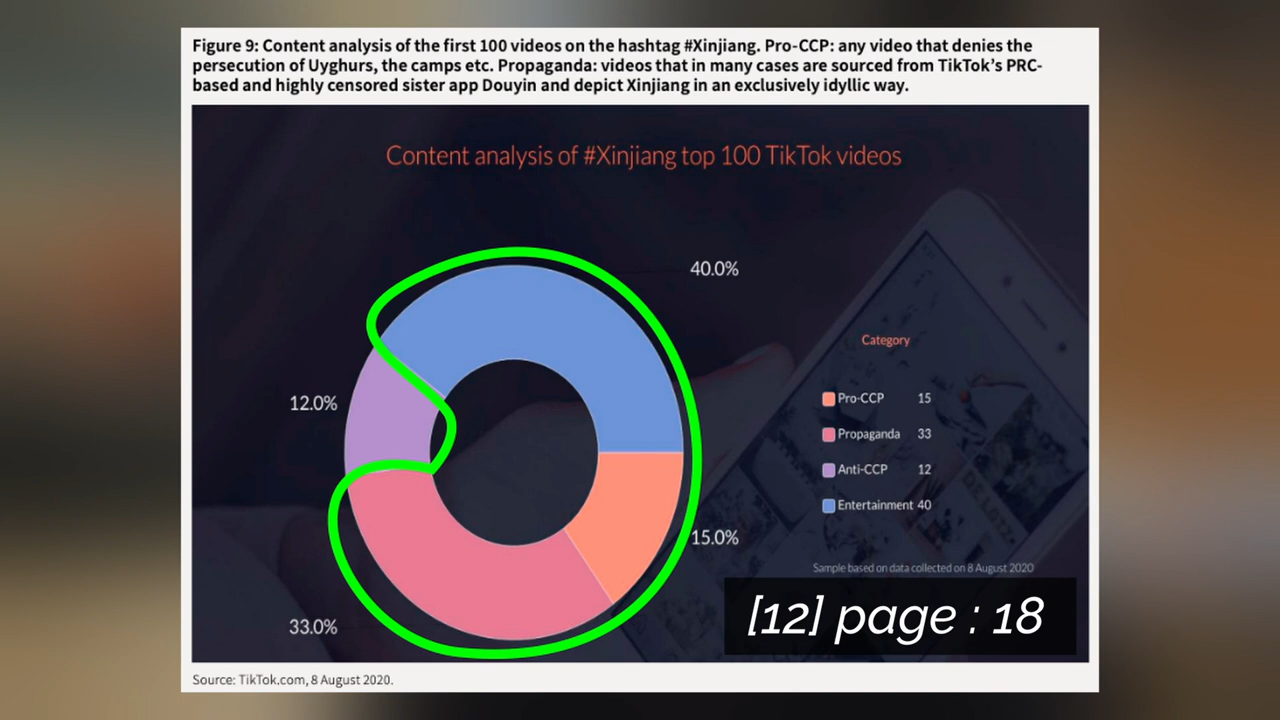 Figure 9: Content analysis of the first 100 videos on the hashtag #Xinjiang. Pro-CCP: any video that denies the
persecution of Uyghurs, the camps etc. Propaganda: videos that in many cases are sourced from TikTok’s PRC-
based and highly censored sister app Douyin and depict Xinjiang in an exclusively idyllic way.
Content analysis of #Xinjiang top 100 TikTok videos
40.0%
Category
Pro-CCP 15
12.0%
Propaganda 33
Anti-CCP 12
Entertainment 40
15.0%
Sample based on data collected on 8 August 2020
33.0%
[12] page : 18
Source: TikTok.com, 8 August 2020.